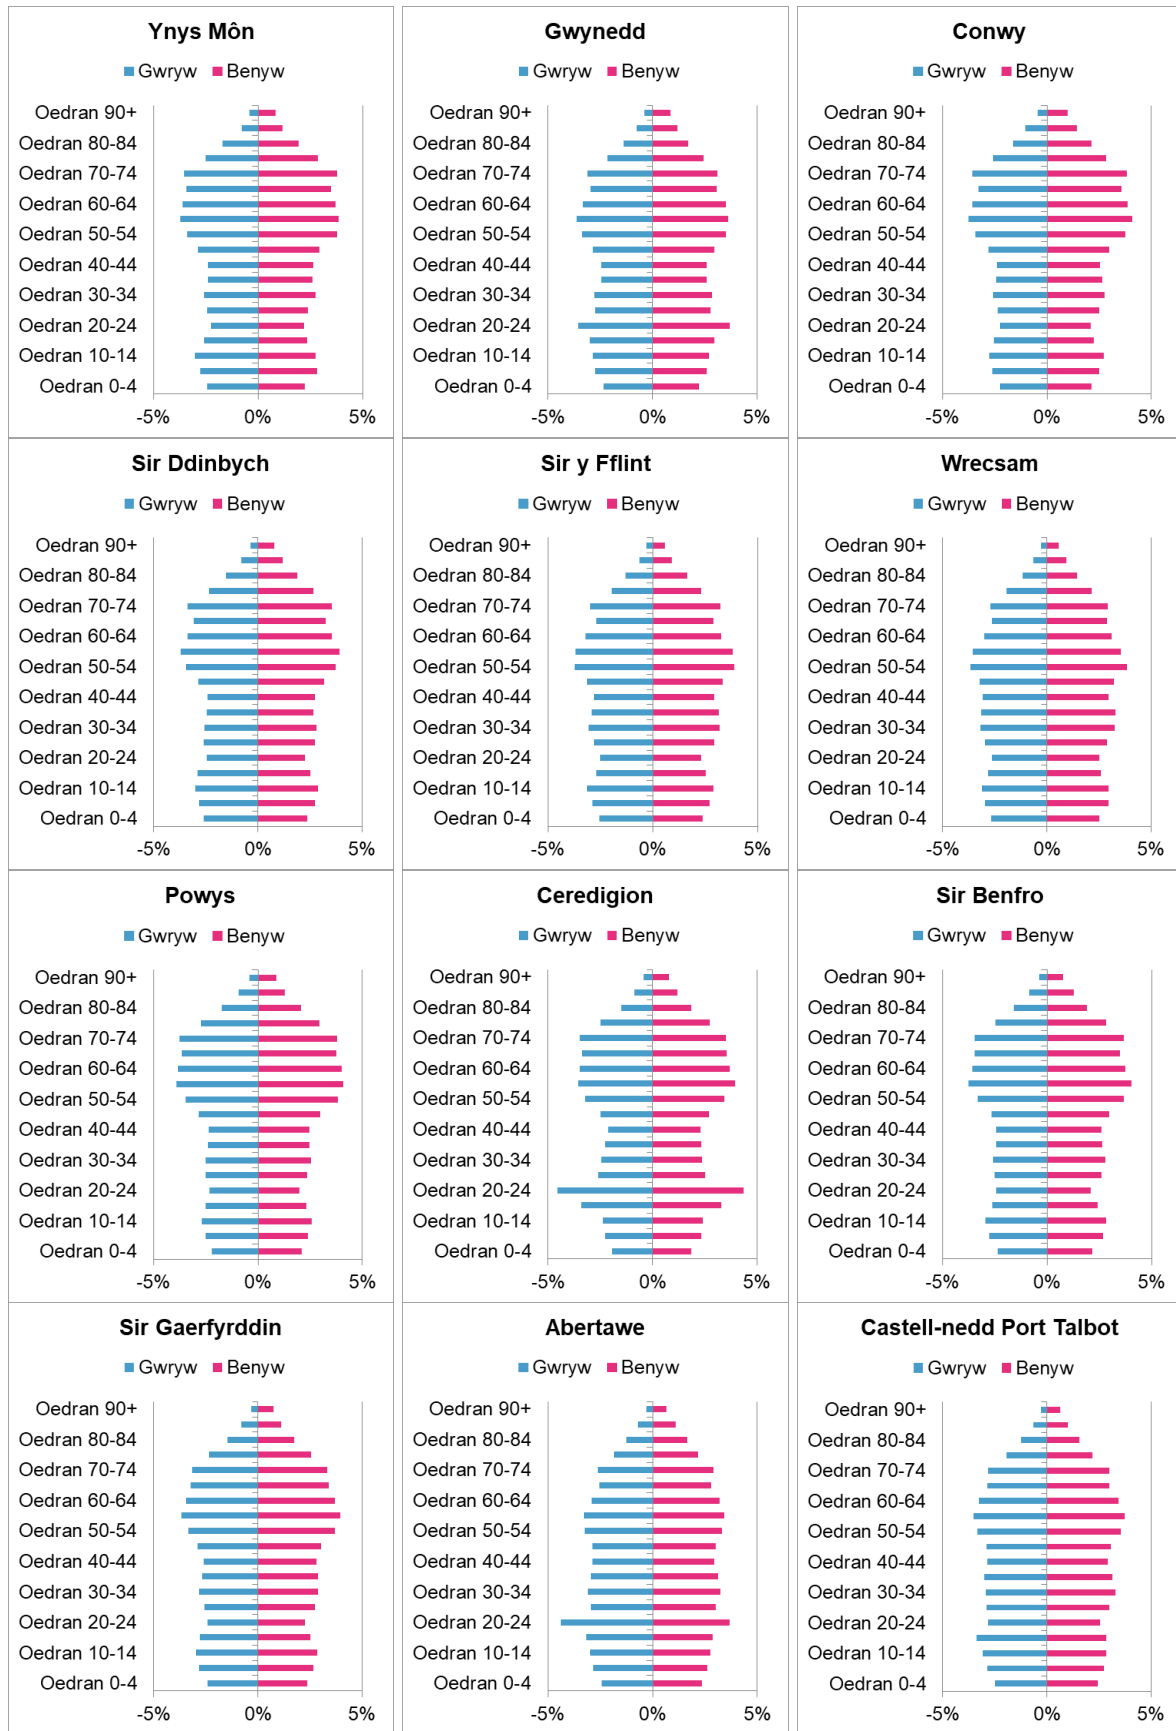 Ynys Môn
Gwryw Benyw
Oedran 90+
Oedran 80-84
Oedran 70-74
Oedran 60-64
Oedran 50-54
Oedran 40-44
Oedran 30-34
Oedran 20-24
Oedran 10-14
Oedran 0-4
-5% 0% 5%
Gwynedd
Gwryw Benyw
Oedran 90+
Oedran 80-84
Oedran 70-74
Oedran 60-64
Oedran 50-54
Oedran 40-44
Oedran 30-34
Oedran 20-24
Oedran 10-14
Oedran 0-4
-5% 0% 5%
Conwy
Gwryw Benyw
Oedran 90+
Oedran 80-84
Oedran 70-74
Oedran 60-64
Oedran 50-54
Oedran 40-44
Oedran 30-34
Oedran 20-24
Oedran 10-14
Oedran 0-4
-5% 0% 5%
Sir Ddinbych
Gwryw Benyw
Oedran 90+
Oedran 80-84
Oedran 70-74
Oedran 60-64
Oedran 50-54
Oedran 40-44
Oedran 30-34
Oedran 20-24
Oedran 10-14
Oedran 0-4
-5% 0% 5%
Sir y Fflint
Gwryw Benyw
Oedran 90+
Oedran 80-84
Oedran 70-74
Oedran 60-64
Oedran 50-54
Oedran 40-44
Oedran 30-34
Oedran 20-24
Oedran 10-14
Oedran 0-4
-5% 0% 5%
Wrecsam
Gwryw Benyw
Oedran 90+
Oedran 80-84
Oedran 70-74
Oedran 60-64
Oedran 50-54
Oedran 40-44
Oedran 30-34
Oedran 20-24
Oedran 10-14
Oedran 0-4
-5% 0% 5%
Powys
Gwryw Benyw
Oedran 90+
Oedran 80-84
Oedran 70-74
Oedran 60-64
Oedran 50-54
Oedran 40-44
Oedran 30-34
Oedran 20-24
Oedran 10-14
Oedran 0-4
-5% 0% 5%
Ceredigion
Gwryw Benyw
Oedran 90+
Oedran 80-84
Oedran 70-74
Oedran 60-64
Oedran 50-54
Oedran 40-44
Oedran 30-34
Oedran 20-24
Oedran 10-14
Oedran 0-4
-5% 0% 5%
Sir Benfro
Gwryw Benyw
Oedran 90+
Oedran 80-84
Oedran 70-74
Oedran 60-64
Oedran 50-54
Oedran 40-44
Oedran 30-34
Oedran 20-24
Oedran 10-14
Oedran 0-4
-5% 0% 5%
Sir Gaerfyrddin
Gwryw Benyw
Oedran 90+
Oedran 80-84
Oedran 70-74
Oedran 60-64
Oedran 50-54
Oedran 40-44
Oedran 30-34
Oedran 20-24
Oedran 10-14
Oedran 0-4
-5% 0% 5%
Abertawe
Gwryw Benyw
Oedran 90+
Oedran 80-84
Oedran 70-74
Oedran 60-64
Oedran 50-54
Oedran 40-44
Oedran 30-34
Oedran 20-24
Oedran 10-14
Oedran 0-4
-5% 0% 5%
Castell-nedd Port Talbot
Gwryw Benyw
Oedran 90+
Oedran 80-84
Oedran 70-74
Oedran 60-64
Oedran 50-54
Oedran 40-44
Oedran 30-34
Oedran 20-24
Oedran 10-14
Oedran 0-4
-5% 0% 5%